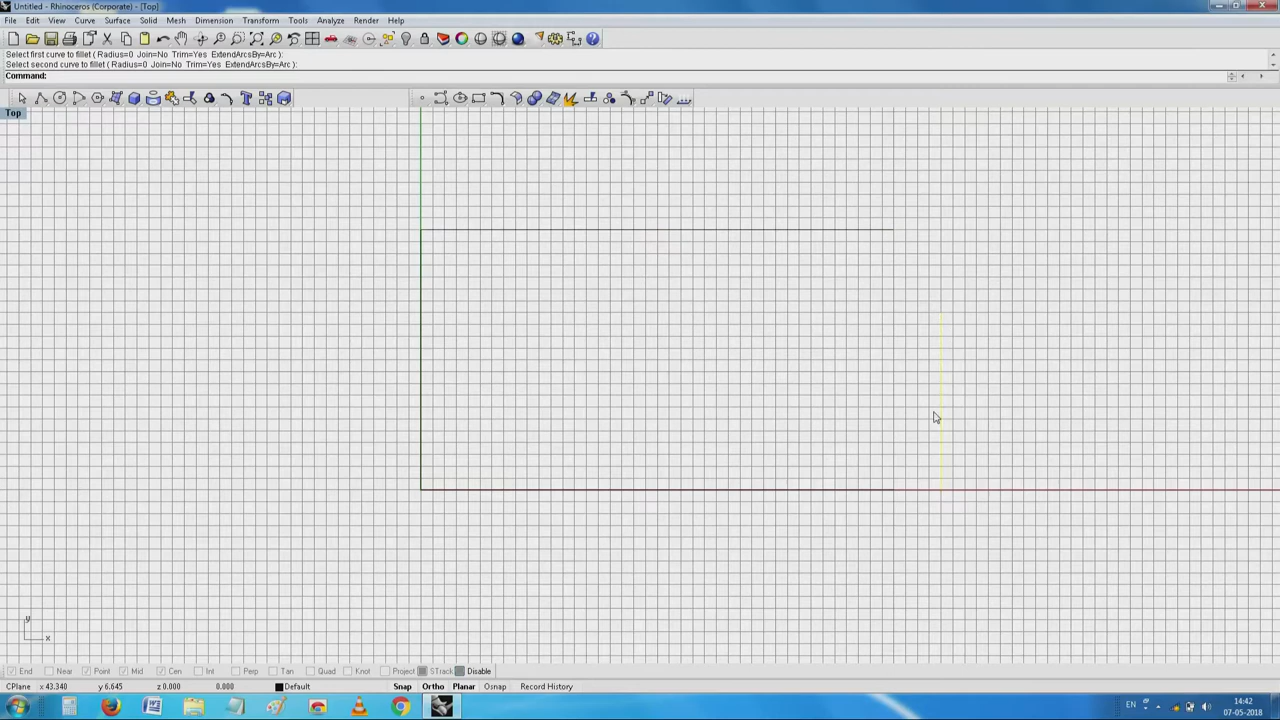 Untitled - Rhinoceros (Corporate) - [Top]
File Edit View Curve Surface Solid Mesh Dimension Transform Tools Analyze Render Help
Select first curve to fillet ( Radius=0 Join=No Trim=Yes ExtendArcsBy=Arc ):
Select second curve to fillet ( Radius=0 Join=No Trim=Yes ExtendArcsBy=Arc ):
Command:
Top
y
x
End Near Point Mid Cen Int Perp Tan Quad Knot Project STrack Disable
CPlane x 43.340 y 6.645 z 0.000 0.000 Default Snap Ortho Planar Osnap Record History
EN 14:42
07-05-2018